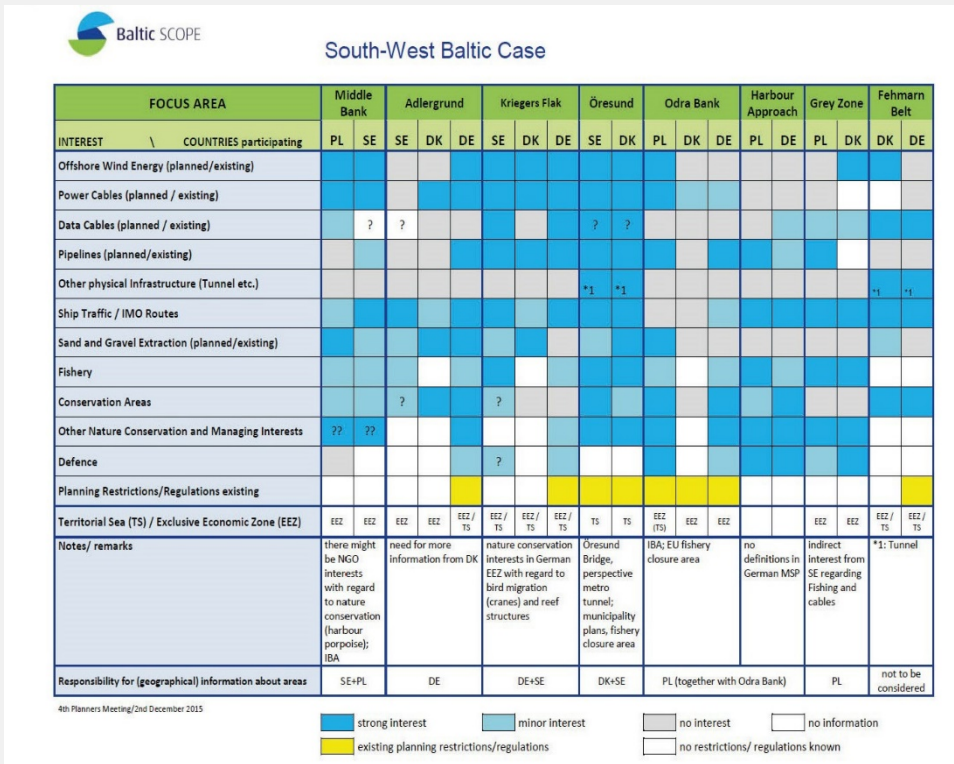 Baltic SCOPE
South-West Baltic Case
FOCUS AREA
Middle Bank
Adlergrund
Kriegers Flak
Öresund
Odra Bank
Harbour Approach
Grey Zone
Fehmarn Belt
INTEREST \ COUNTRIES participating PL SE SE DK DE SE DK DE SE DK PL DK DE PL DE PL DK DK DE
Offshore Wind Energy (planned/existing)
Power Cables (planned / existing)
Data Cables (planned / existing) ? ? ? ?
Pipelines (planned/existing)
Other physical Infrastructure (Tunnel etc.) *1 *1 *1 *1
Ship Traffic / IMO Routes
Sand and Gravel Extraction (planned/existing)
Fishery
Conservation Areas ? ?
Other Nature Conservation and Managing Interests ?? ??
Defence ?
Planning Restrictions/Regulations existing
Territorial Sea (TS) / Exclusive Economic Zone (EEZ) EEZ EEZ EEZ EEZ EEZ / TS EEZ / TS EEZ / TS EEZ / TS TS TS EEZ (TS) EEZ EEZ EEZ EEZ EEZ / TS EEZ / TS
Notes/ remarks
there might
be NGO
interests
with regard
to nature
conservation
(harbour
porpoise);
IBA
need for more
information from DK
nature conservation
interests in German
EEZ with regard to
bird migration
(cranes) and reef
structures
Öresund
Bridge,
perspective
metro
tunnel;
municipality
plans, fishery
closure area
IBA; EU fishery
closure area
no
definitions in
German MSP
indirect
interest from
SE regarding
Fishing and
cables
*1: Tunnel
Responsibility for (geographical) information about areas SE+PL DE DE+SE DK+SE PL (together with Odra Bank) PL not to be considered
4th Planners Meeting/2nd December 2015
strong interest minor interest no interest no information
existing planning restrictions/regulations no restrictions/ regulations known